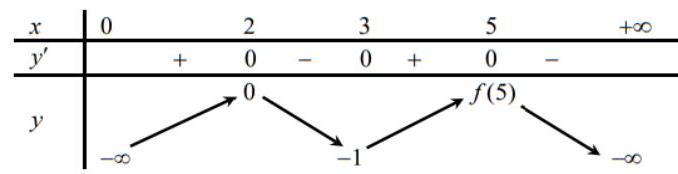 x 0 2 3 5 +∞
y′ + 0 − 0 + 0 −
0 f(5)
y
−∞ −1 −∞